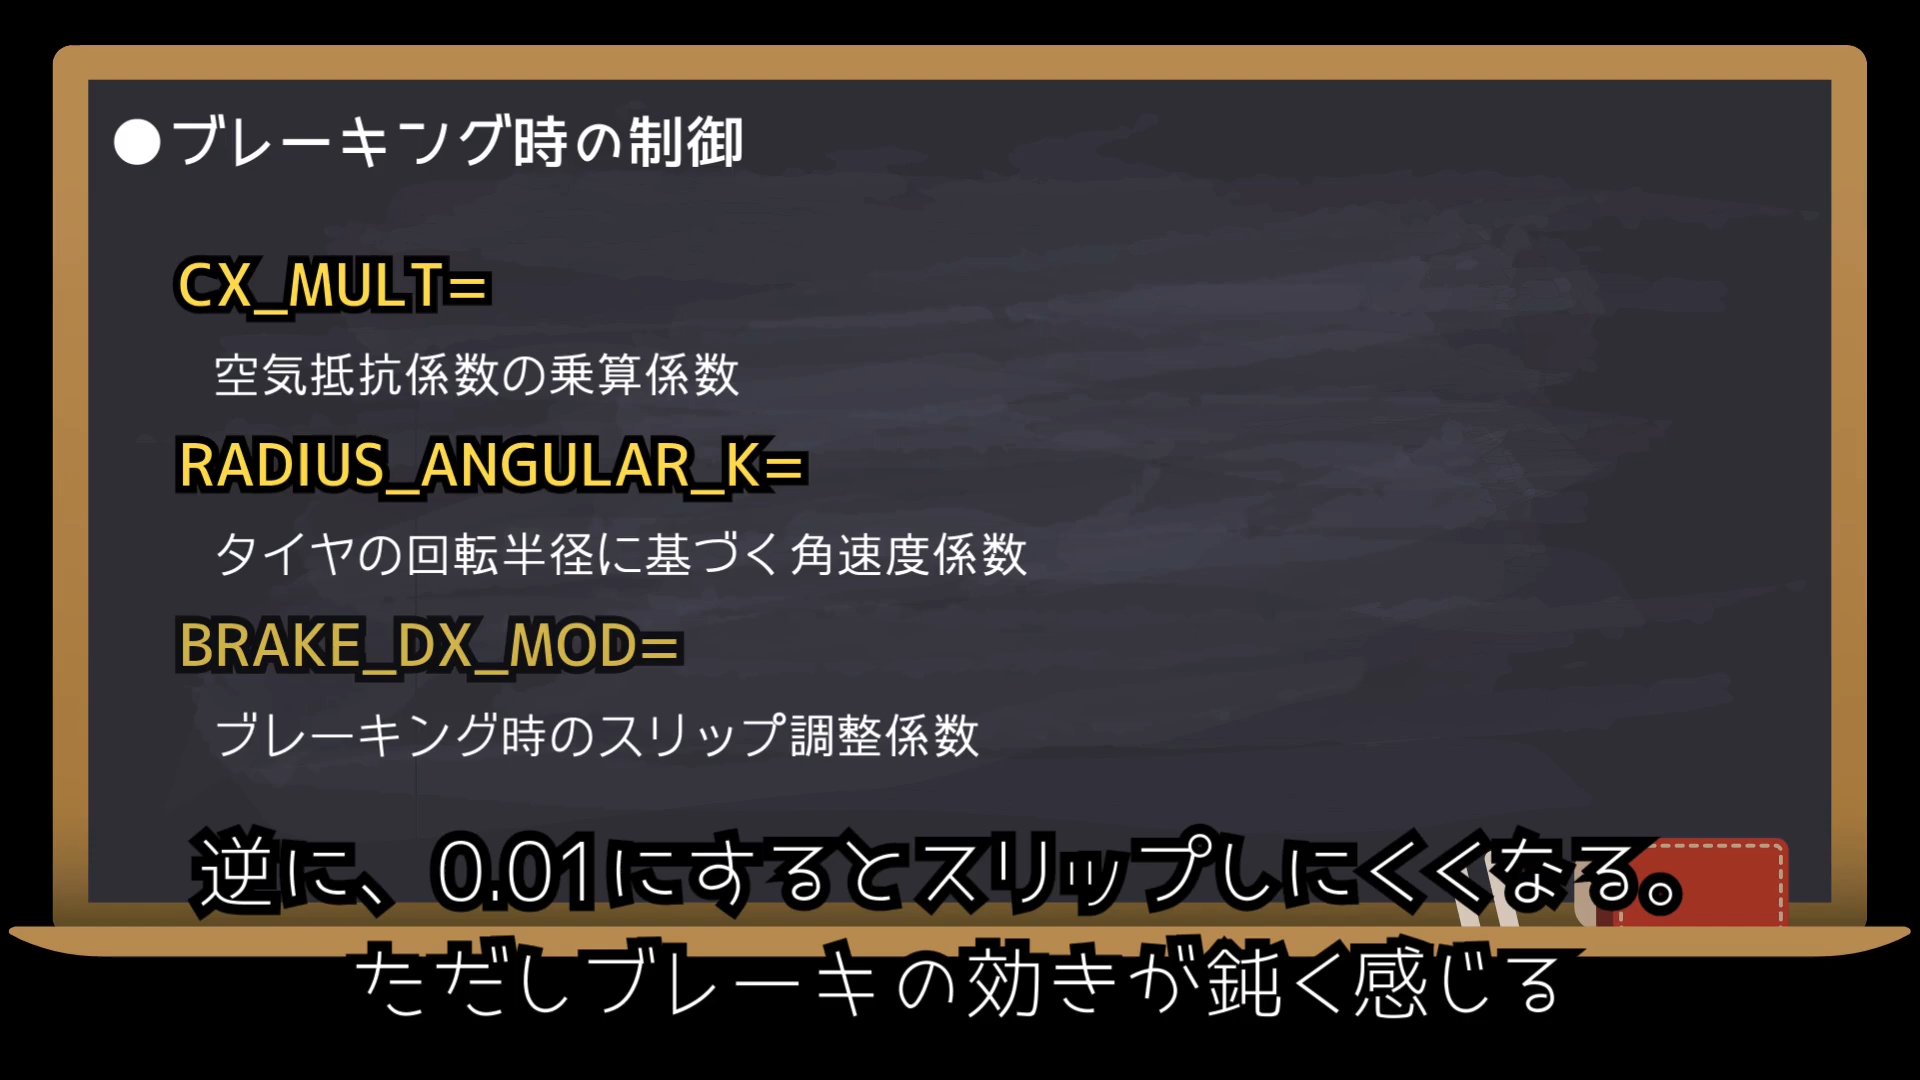 ●ブレーキング時の制御
CX_MULT=
空気抵抗係数の乗算係数
RADIUS_ANGULAR_K=
タイヤの回転半径に基づく角速度係数
BRAKE_DX_MOD=
ブレーキング時のスリップ調整係数
逆に、0.01にするとスリップしにくくなる。
ただしブレーキの効きが鈍く感じる